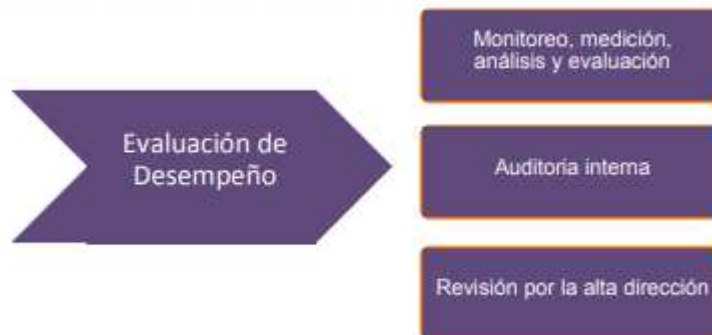 Monitoreo, medición,
análisis y evaluación
Evaluación de
Desempeño
Auditoria interna
Revisión por la alta dirección